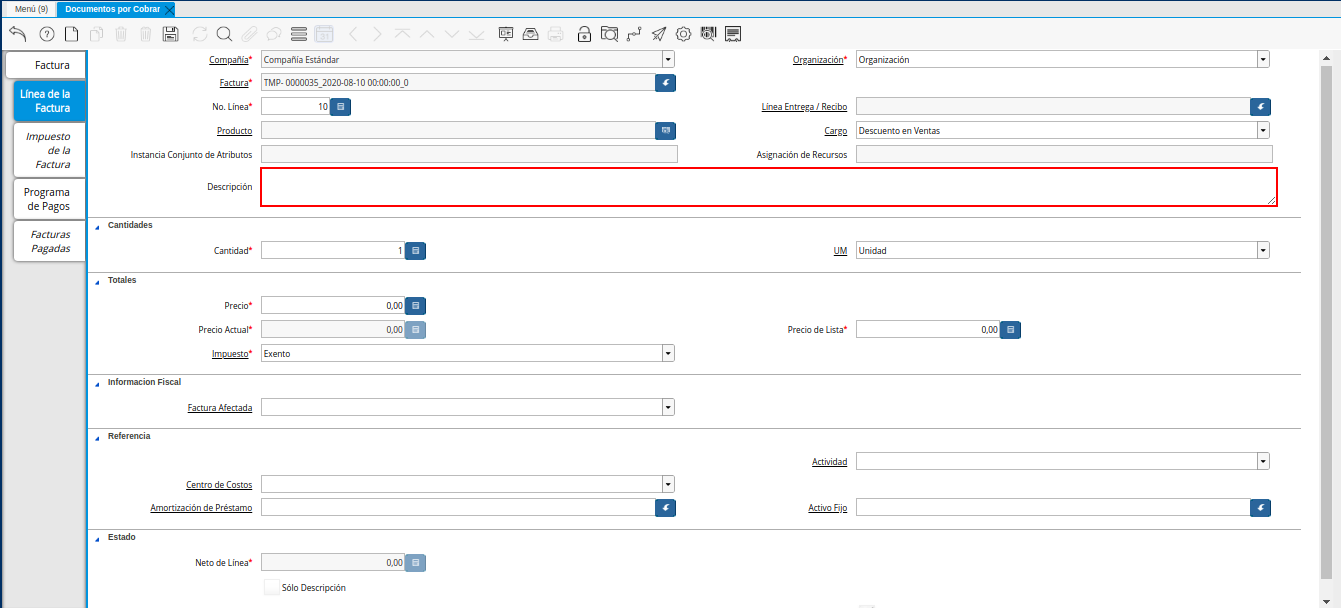 Menú (9)
Documentos por Cobrar
Factura
Línea de la
Factura
Impuesto
de la
Factura
Programa
de Pagos
Facturas
Pagadas
Compañía* Compañía Estándar
Organización* Organización
Factura* TMP- 0000035_2020-08-10 00:00:00_0
No. Línea* 10
Línea Entrega / Recibo
Producto
Cargo Descuento en Ventas
Instancia Conjunto de Atributos
Asignación de Recursos
Descripción
Cantidades
Cantidad* 1
UM Unidad
Totales
Precio* 0,00
Precio Actual* 0,00
Precio de Lista* 0,00
Impuesto* Exento
Informacion Fiscal
Factura Afectada
Referencia
Actividad
Centro de Costos
Amortización de Préstamo
Activo Fijo
Estado
Neto de Línea* 0,00
Sólo Descripción